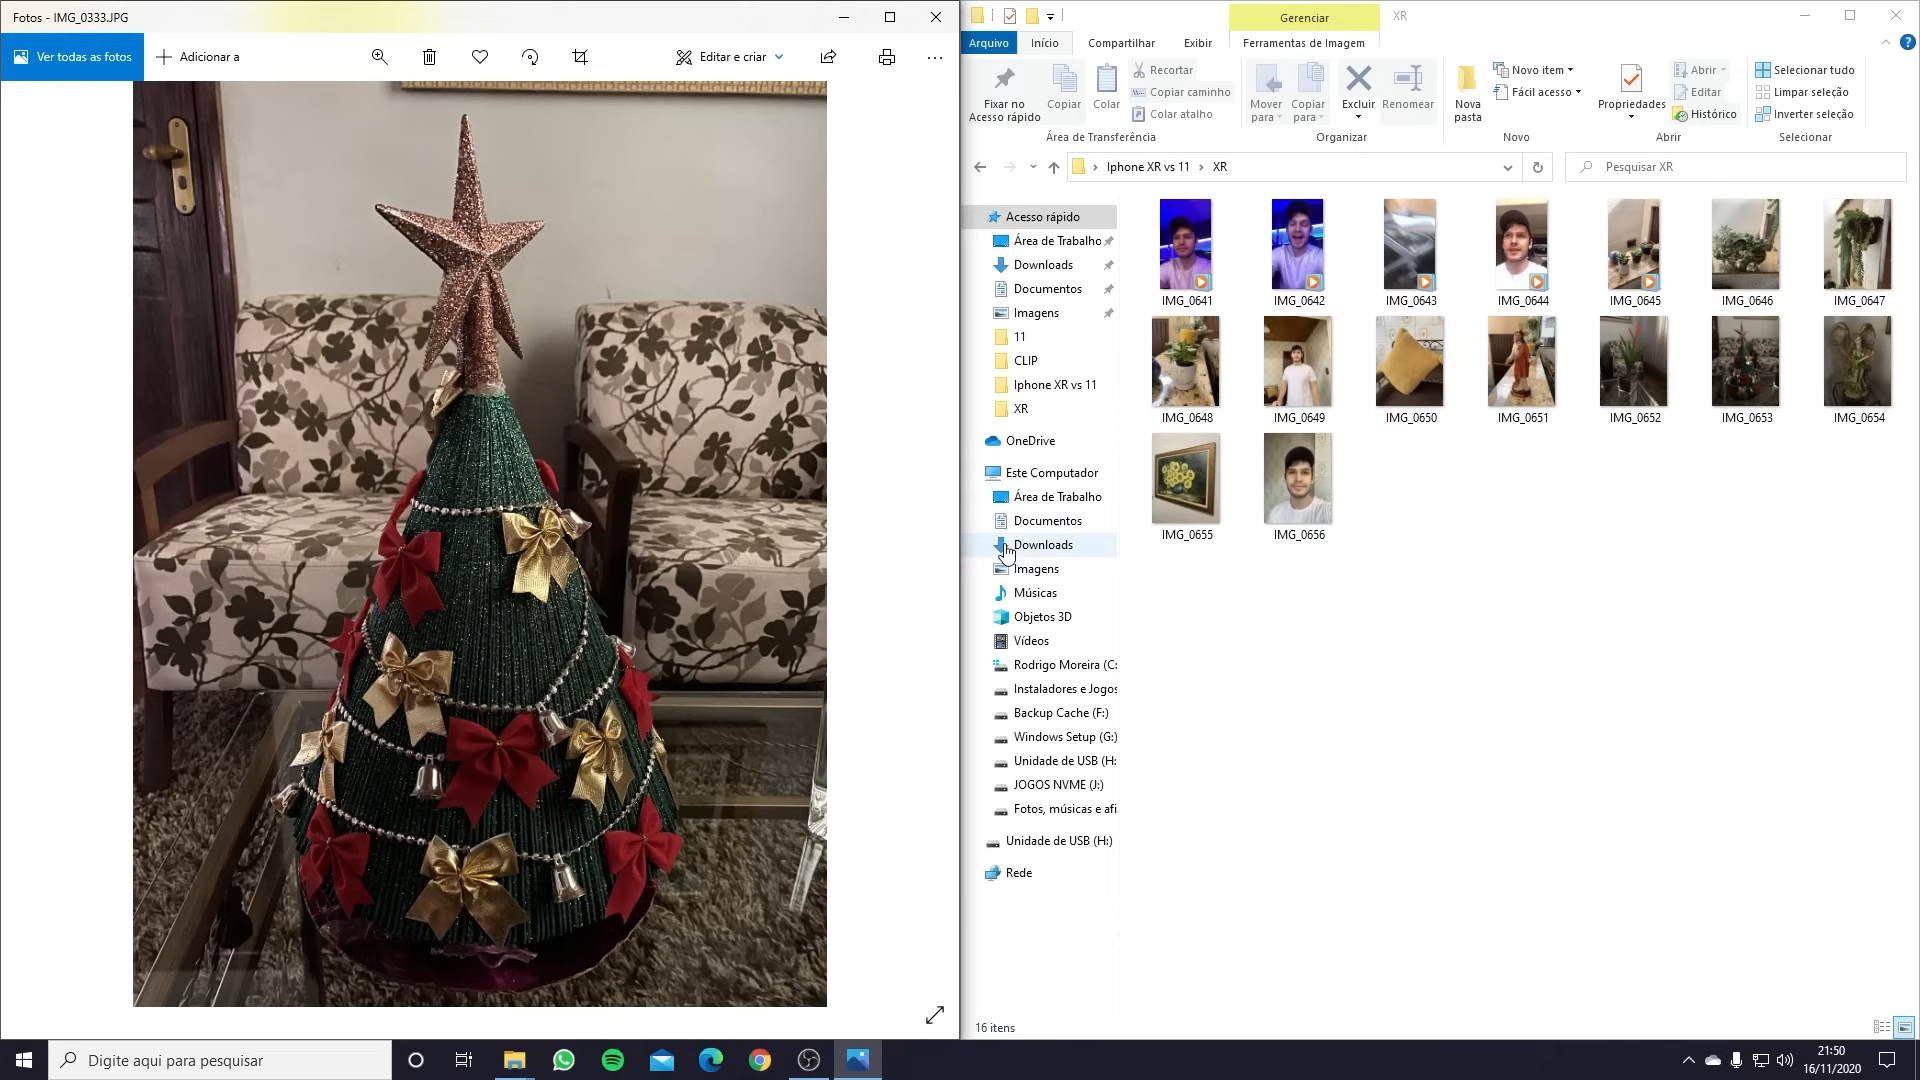 Fotos - IMG_0333.JPG
Ver todas as fotos
Adicionar a
Editar e criar
Gerenciar
XR
Arquivo
Início
Compartilhar
Exibir
Ferramentas de Imagem
Fixar no
Acesso rápido
Copiar
Colar
Recortar
Copiar caminho
Colar atalho
Área de Transferência
Mover
para
Copiar
para
Excluir
Renomear
Organizar
Nova
pasta
Novo item
Fácil acesso
Novo
Propriedades
Abrir
Editar
Histórico
Abrir
Selecionar tudo
Limpar seleção
Inverter seleção
Selecionar
Iphone XR vs 11 > XR
Pesquisar XR
Acesso rápido
Área de Trabalho
Downloads
Documentos
Imagens
11
CLIP
Iphone XR vs 11
XR
OneDrive
Este Computador
Área de Trabalho
Documentos
Downloads
Imagens
Músicas
Objetos 3D
Vídeos
Rodrigo Moreira (C:
Instaladores e Jogos
Backup Cache (F:)
Windows Setup (G:)
Unidade de USB (H:
JOGOS NVME (J:)
Fotos, músicas e afi
Unidade de USB (H:)
Rede
IMG_0641
IMG_0642
IMG_0643
IMG_0644
IMG_0645
IMG_0646
IMG_0647
IMG_0648
IMG_0649
IMG_0650
IMG_0651
IMG_0652
IMG_0653
IMG_0654
IMG_0655
IMG_0656
16 itens
Digite aqui para pesquisar
21:50
16/11/2020